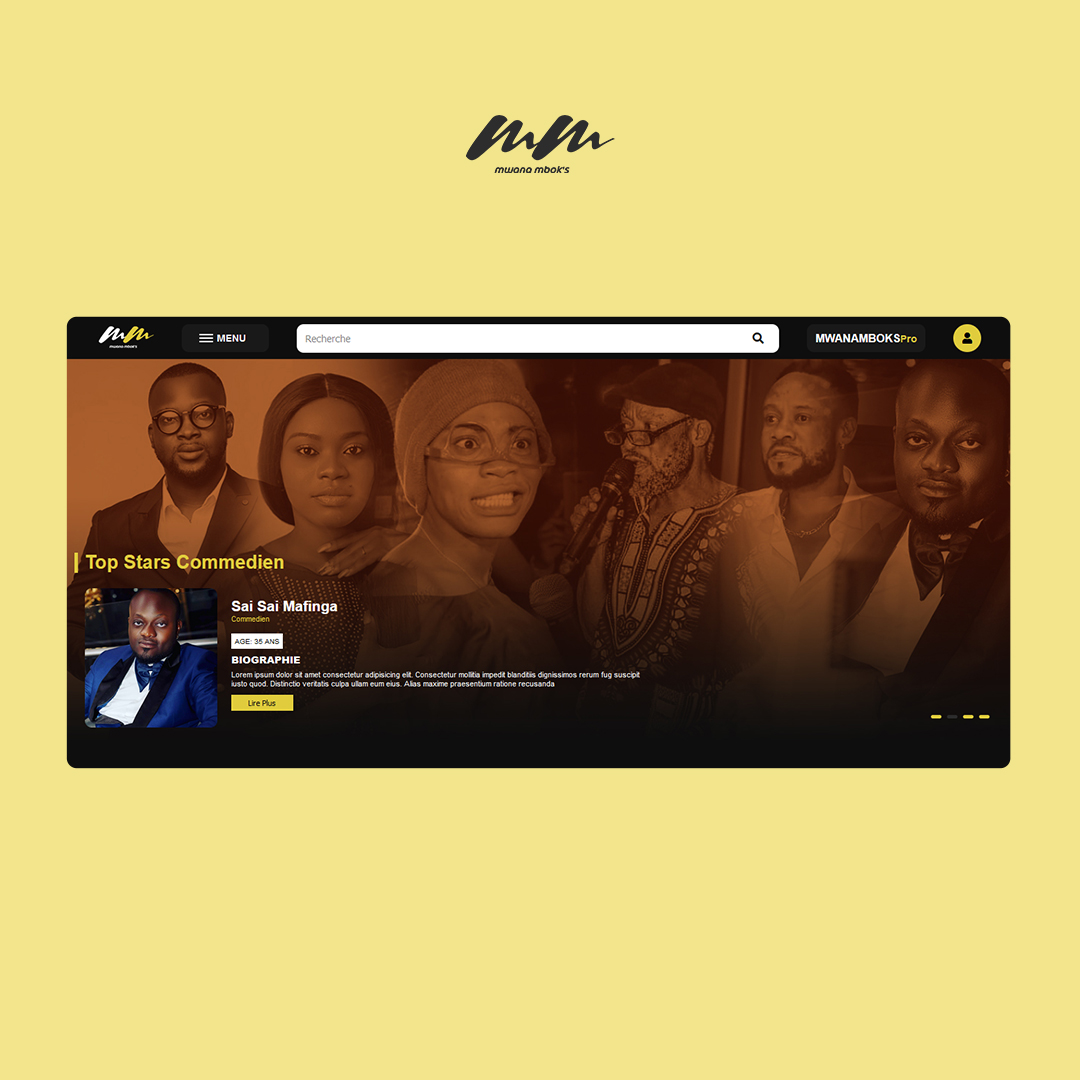 mm
mwana mbok's
mm
mwana mbok's
MENU
Recherche
MWANAMBOKSPro
Top Stars Commedien
Sai Sai Mafinga
Commedien
AGE: 35 ANS
BIOGRAPHIE
Lorem ipsum dolor sit amet consectetur adipisicing elit. Consectetur mollitia impedit blanditiis dignissimos rerum fug suscipit
iusto quod. Distinctio veritatis culpa ullam eum eius. Alias maxime praesentium ratione recusanda
Lire Plus